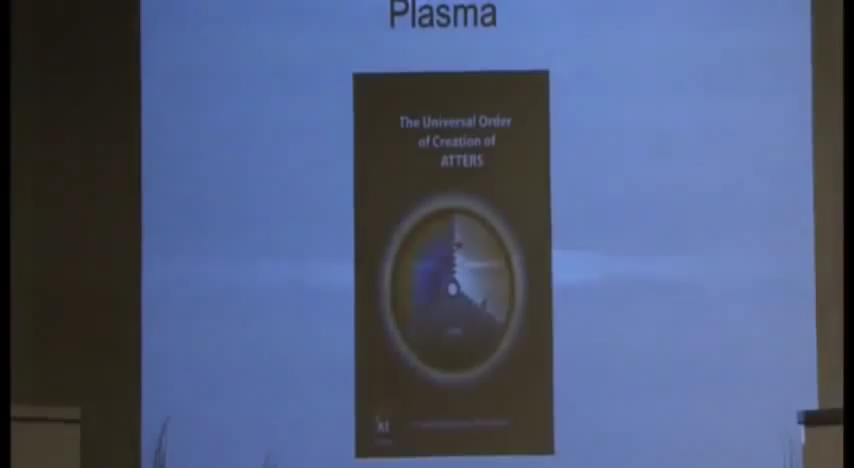 Plasma
The Universal Order
of Creation of
ATTERS